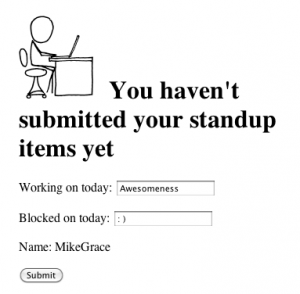 You haven't
submitted your standup
items yet
Working on today: Awesomeness
Blocked on today: :)
Name: MikeGrace
Submit